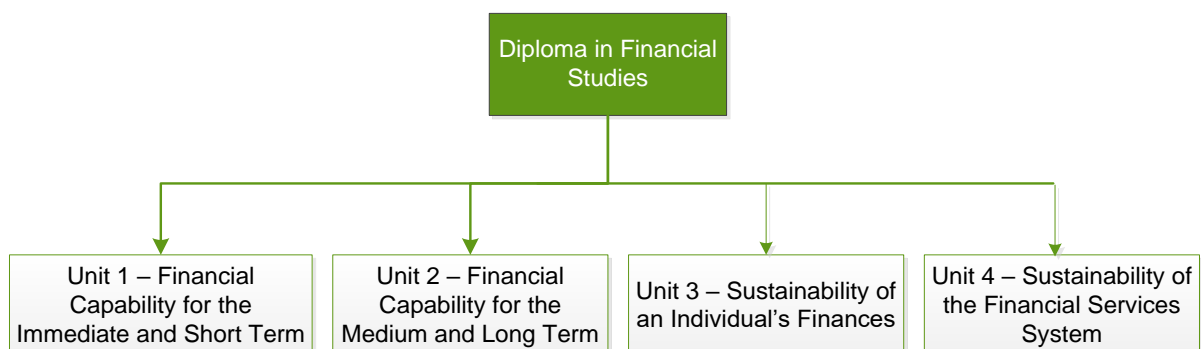 Diploma in Financial
Studies
Unit 1 – Financial
Capability for the
Immediate and Short Term
Unit 2 – Financial
Capability for the
Medium and Long Term
Unit 3 – Sustainability of
an Individual’s Finances
Unit 4 – Sustainability of
the Financial Services
System